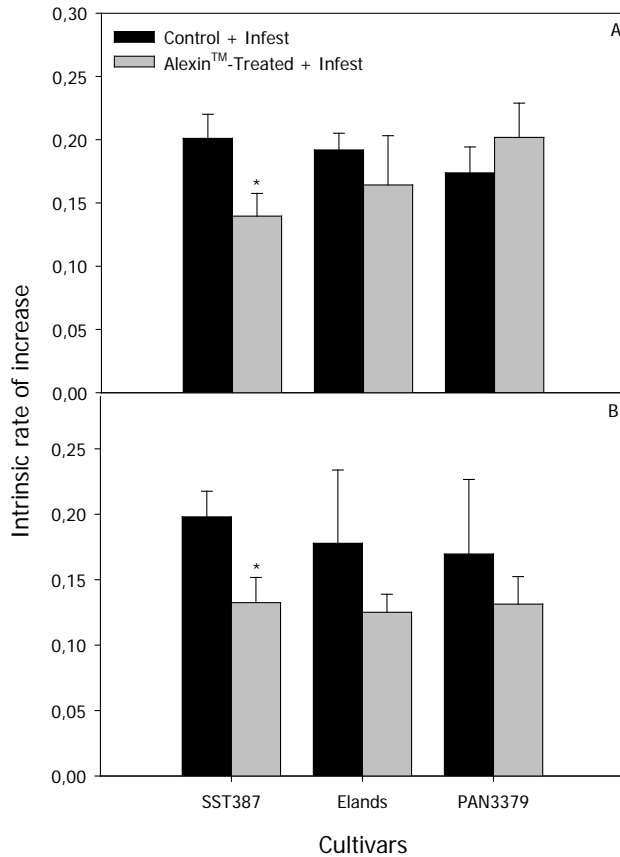 0,30
A
Control + Infest
Alexin™-Treated + Infest
0,25
0,20
*
0,15
0,10
0,05
0,00
Intrinsic rate of increase
0,00
B
0,25
0,20
*
0,15
0,10
0,05
0,00
SST387 Elands PAN3379
Cultivars